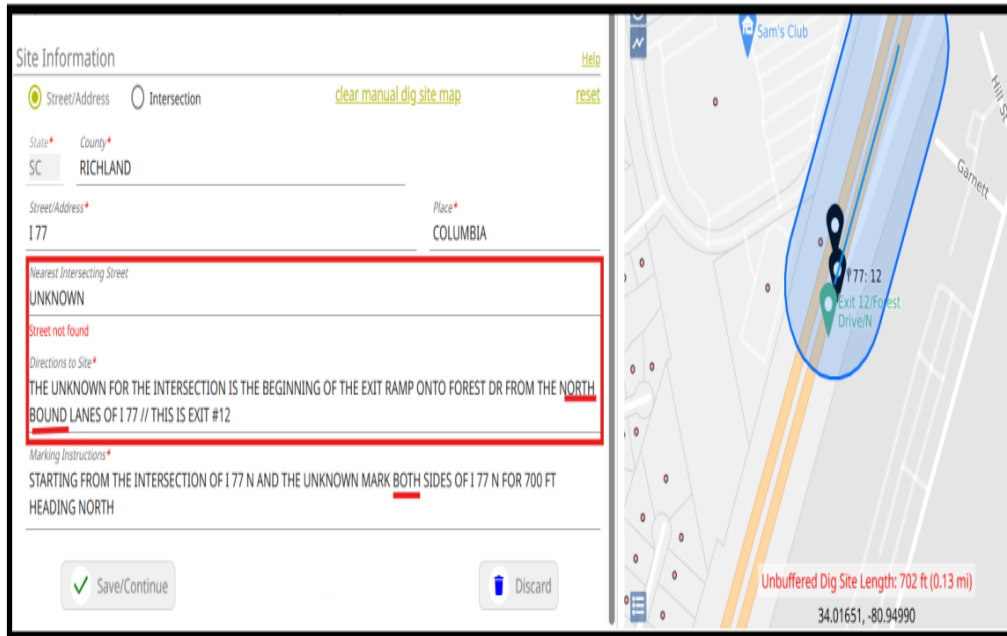 Site Information
Help
Street/Address
Intersection
clear manual dig site map
reset
State*
County*
SC
RICHLAND
Street/Address*
Place*
I 77
COLUMBIA
Nearest Intersecting Street
UNKNOWN
Street not found
Directions to Site*
THE UNKNOWN FOR THE INTERSECTION IS THE BEGINNING OF THE EXIT RAMP ONTO FOREST DR FROM THE NORTH
BOUND LANES OF I 77 // THIS IS EXIT #12
Marking Instructions*
STARTING FROM THE INTERSECTION OF I 77 N AND THE UNKNOWN MARK BOTH SIDES OF I 77 N FOR 700 FT
HEADING NORTH
Save/Continue
Discard
Sam's Club
Hill St
Garnett
77: 12
Exit 12/Forest
Drive/N
Unbuffered Dig Site Length: 702 ft (0.13 mi)
34.01651, -80.94990